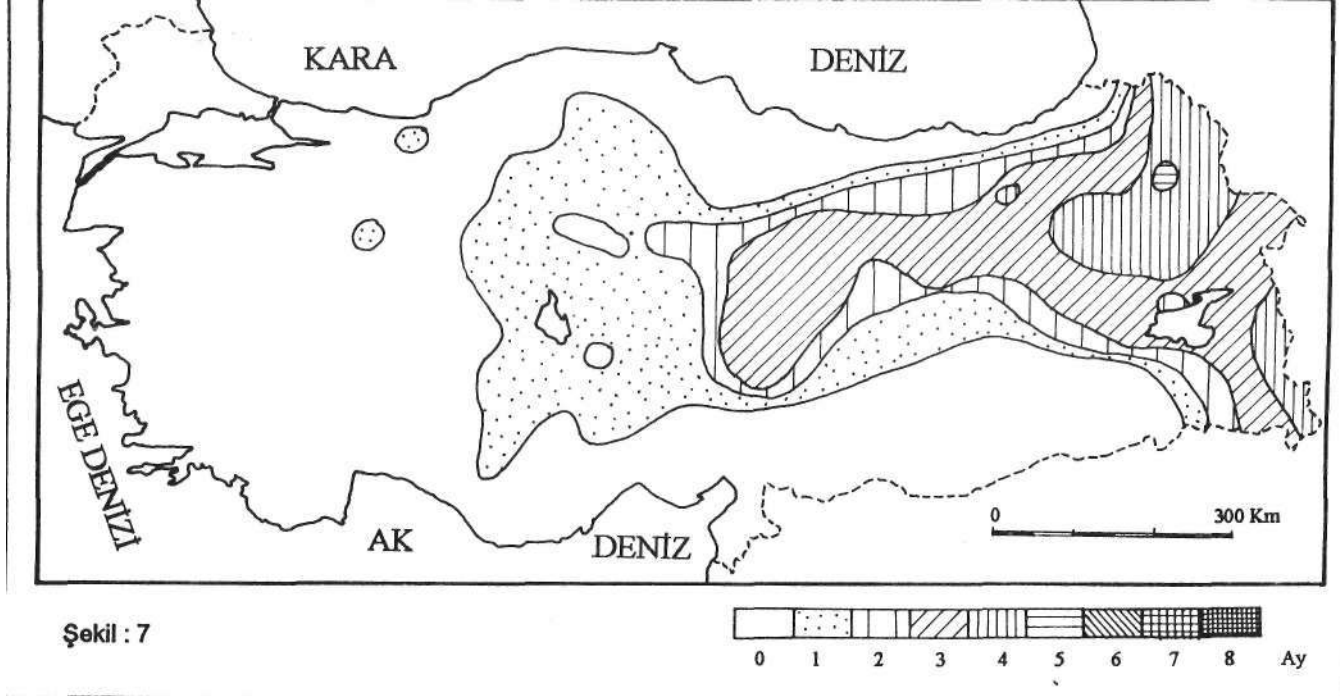 KARA DENİZ
EGE DENİZİ
AK DENİZ
0 300 Km
Şekil : 7
0 1 2 3 4 5 6 7 8 Ay